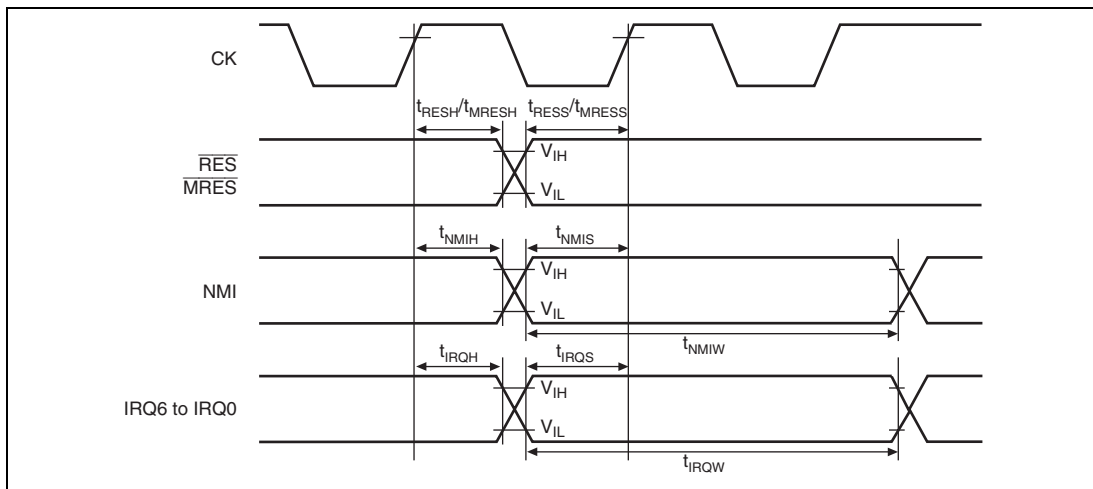 CK
tRESH/tMRESH tRESS/tMRESS
RES
MRES
VIH
VIL
tNMIH tNMIS
NMI
VIH
VIL
tNMIW
tIRQH tIRQS
IRQ6 to IRQ0
VIH
VIL
tIRQW